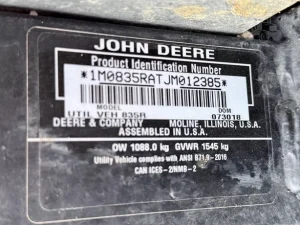 JOHN DEERE
Product Identification Number
*1M0835RATJM012385*
MODEL DOM
UTIL VEH 835R 073018
DEERE & COMPANY MOLINE, ILLINOIS, U.S.A.
ASSEMBLED IN U.S.A.
OW 1088.0 kg GVWR 1545 kg
Utility Vehicle complies with ANSI B71.9-2016
CAN ICES-2/NMB-2